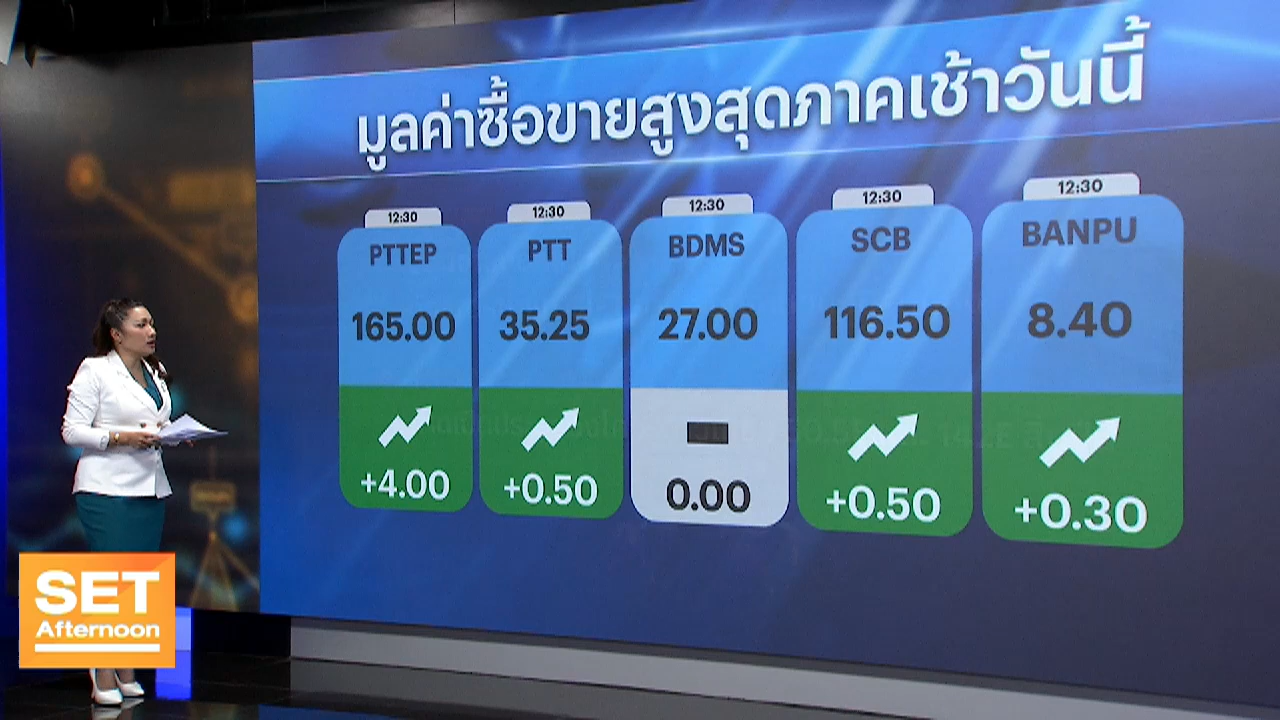 มูลค่าซื้อขายสูงสุดภาคเช้าวันนี้
12:30
PTTEP
165.00
+4.00
12:30
PTT
35.25
+0.50
12:30
BDMS
27.00
0.00
12:30
SCB
116.50
+0.50
12:30
BANPU
8.40
+0.30
SET
Afternoon